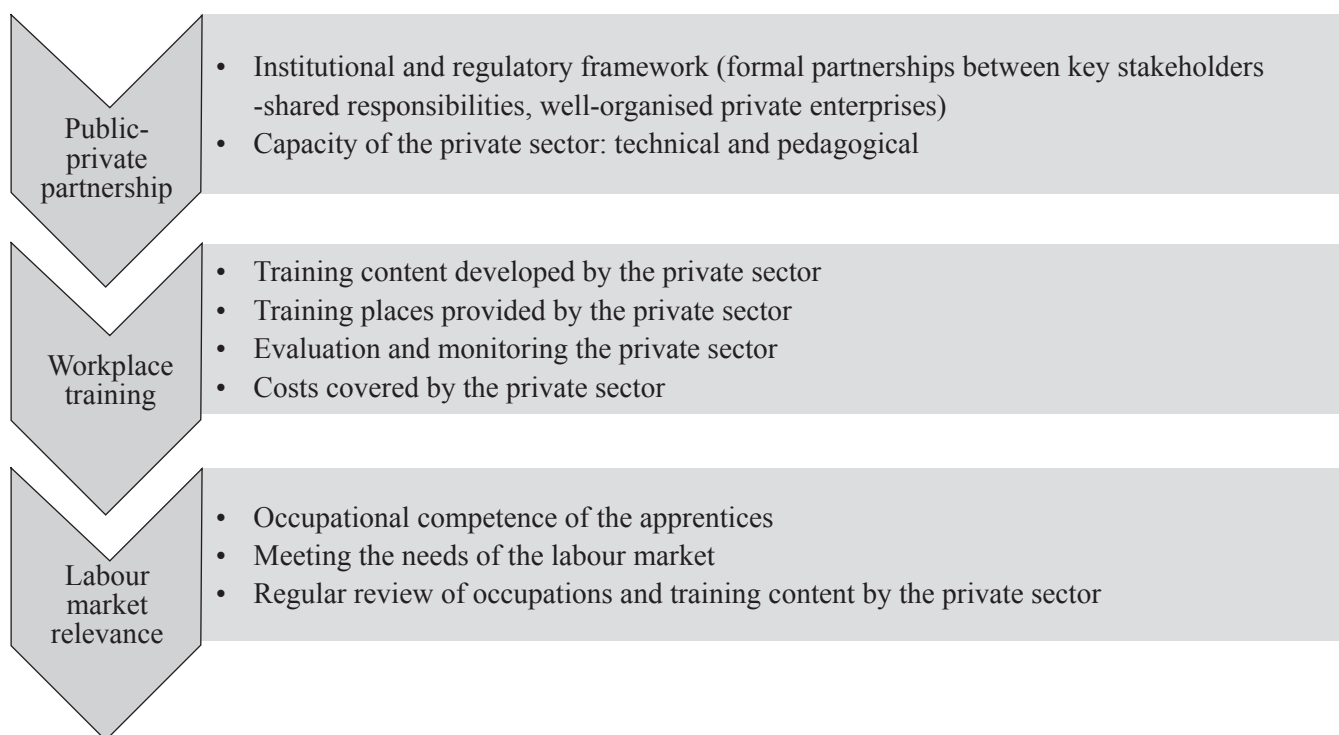 Public-
private
partnership
• Institutional and regulatory framework (formal partnerships between key stakeholders
-shared responsibilities, well-organised private enterprises)
• Capacity of the private sector: technical and pedagogical
Workplace
training
• Training content developed by the private sector
• Training places provided by the private sector
• Evaluation and monitoring the private sector
• Costs covered by the private sector
Labour
market
relevance
• Occupational competence of the apprentices
• Meeting the needs of the labour market
• Regular review of occupations and training content by the private sector